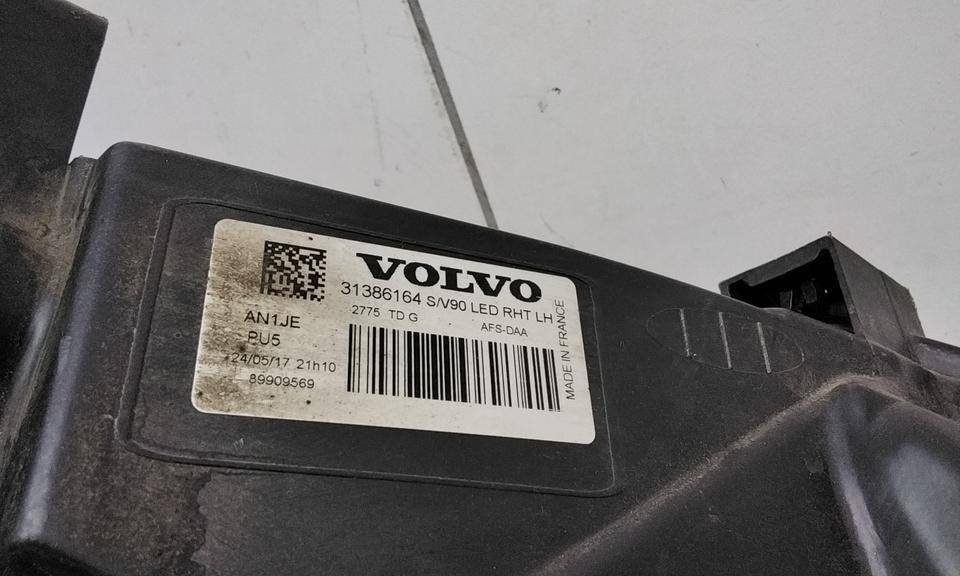 VOLVO
31386164 S/V90 LED RHT LH
2775 TD G AFS-DAA
AN1JE
PU5
24/05/17 21h10
89909569
MADE IN FRANCE